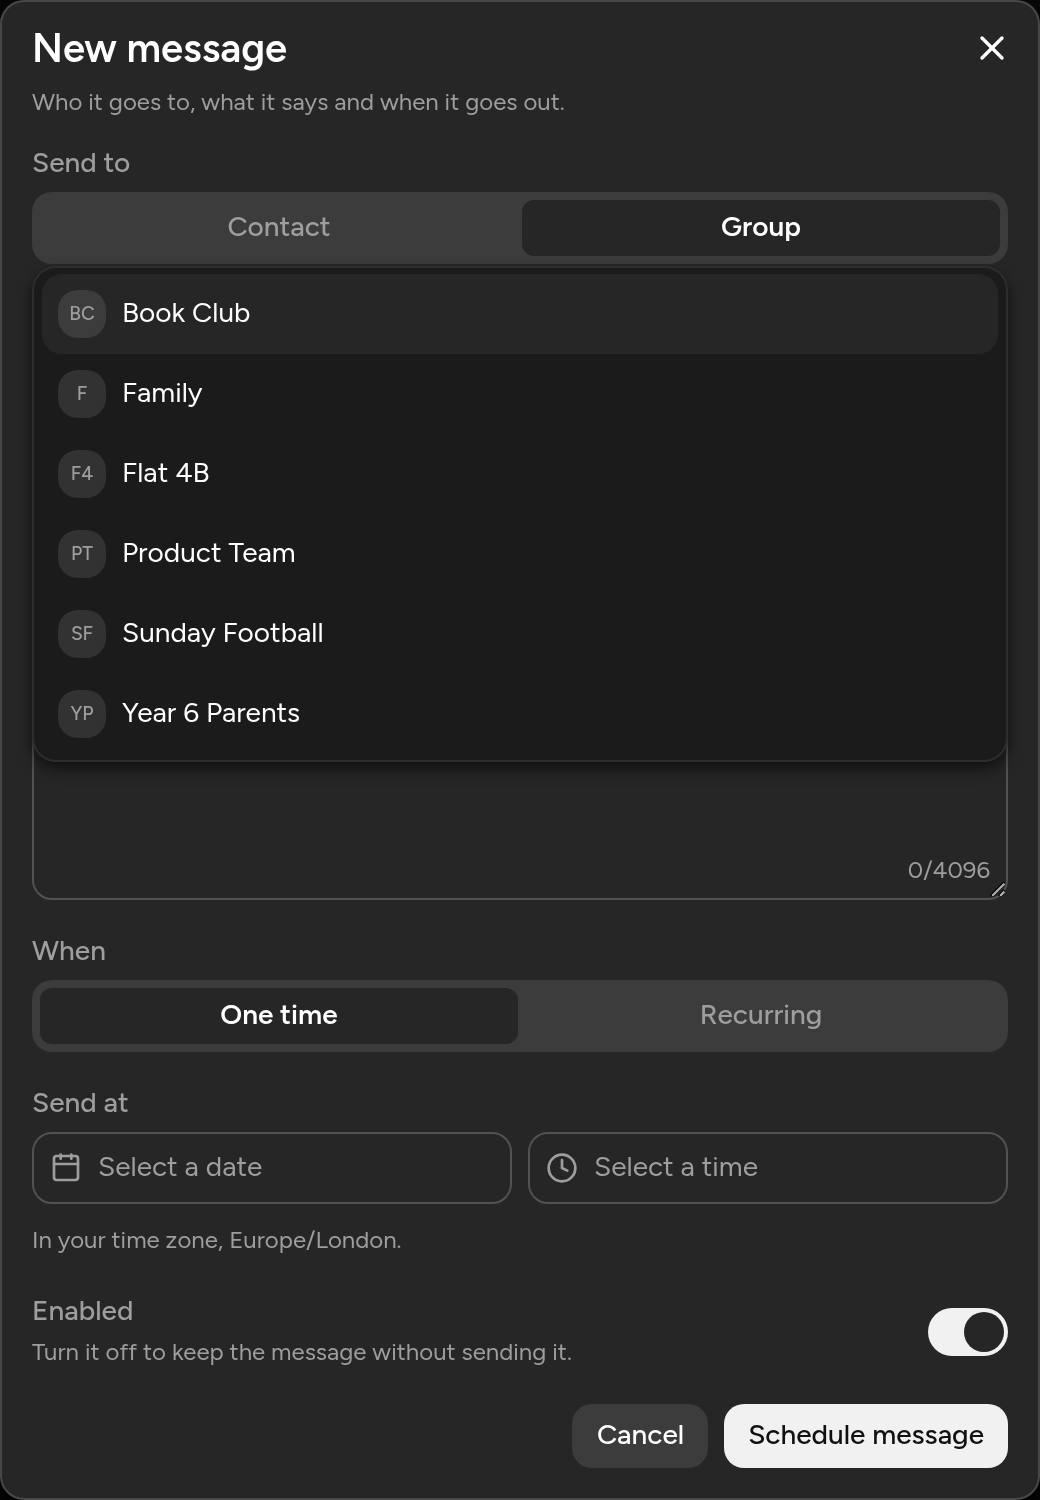 New message
Who it goes to, what it says and when it goes out.
Send to
Contact Group
BC Book Club
F Family
F4 Flat 4B
PT Product Team
SF Sunday Football
YP Year 6 Parents
0/4096
When
One time Recurring
Send at
Select a date Select a time
In your time zone, Europe/London.
Enabled
Turn it off to keep the message without sending it.
Cancel Schedule message